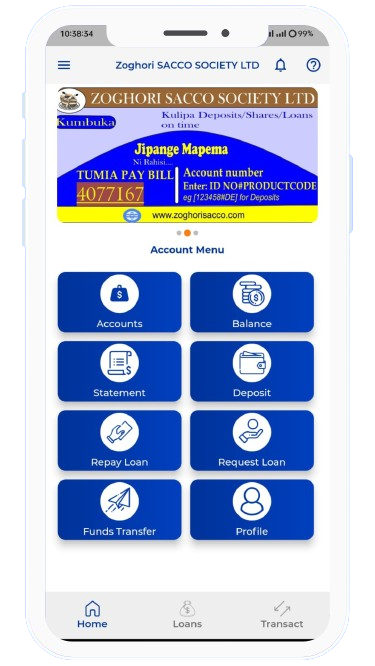 10:38:34
99%
Zoghori SACCO SOCIETY LTD
ZOGHORI SACCO SOCIETY LTD
Kumbuka
Kulipa Deposits/Shares/Loans
on time
Jipange Mapema
Ni Rahisi....
TUMIA PAY BILL
4077167
Account number
Enter: ID NO#PRODUCTCODE
eg [123458#DE] for Deposits
www.zoghorisacco.com
Account Menu
Accounts
Balance
Statement
Deposit
Repay Loan
Request Loan
Funds Transfer
Profile
Home
Loans
Transact